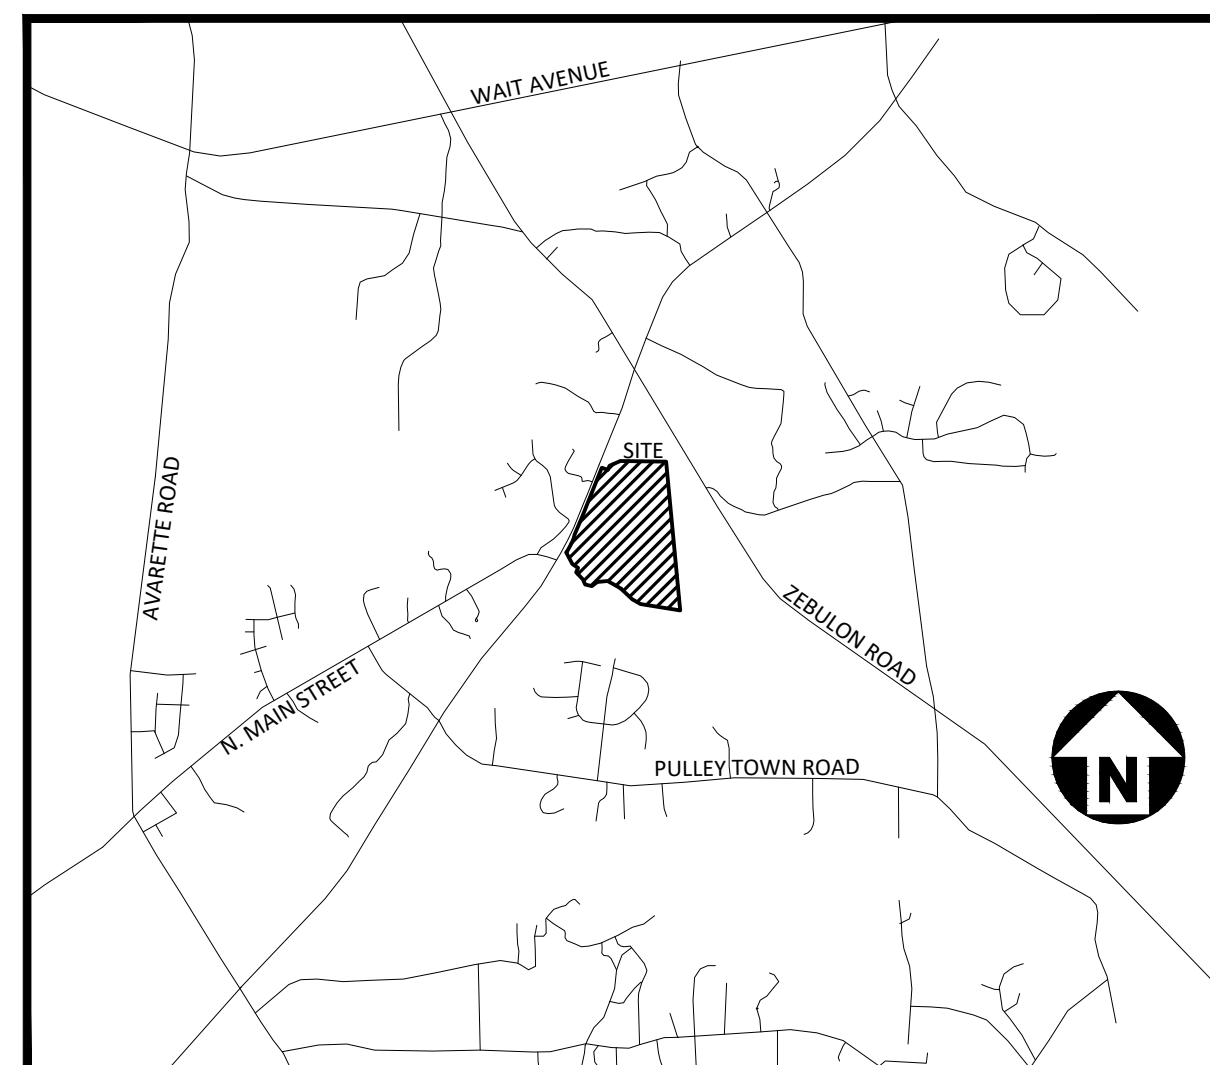 WAIT AVENUE
SITE
AVARETTE ROAD
ZEBULON ROAD
N. MAIN STREET
PULLEY TOWN ROAD
N